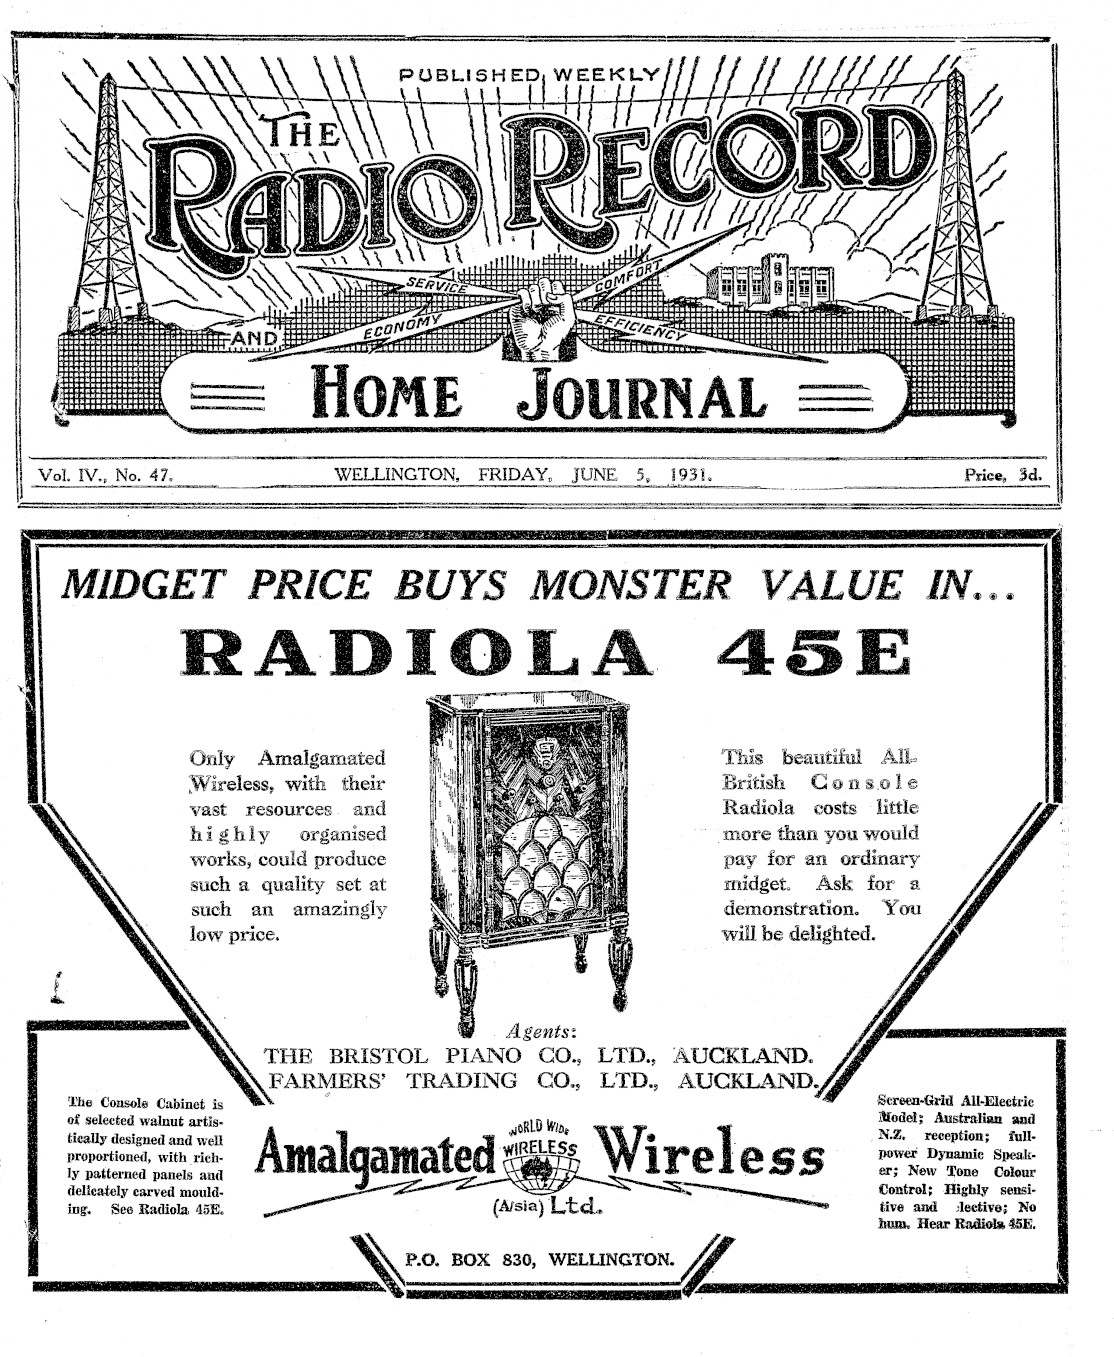 PUBLISHED WEEKLY
THE
RADIO RECORD
SERVICE
COMFORT
ECONOMY
EFFICIENCY
AND
HOME JOURNAL
Vol. IV., No. 47.
WELLINGTON, FRIDAY, JUNE 5, 1931.
Price, 3d.
MIDGET PRICE BUYS MONSTER VALUE IN...
RADIOLA 45E
Only Amalgamated
Wireless, with their
vast resources and
highly organised
works, could produce
such a quality set at
such an amazingly
low price.
This beautiful All-
British Console
Radiola costs little
more than you would
pay for an ordinary
midget. Ask for a
demonstration. You
will be delighted.
Agents:
THE BRISTOL PIANO CO., LTD., AUCKLAND.
FARMERS' TRADING CO., LTD., AUCKLAND.
The Console Cabinet is
of selected walnut artis-
tically designed and well
proportioned, with rich-
ly patterned panels and
delicately carved mould-
ing. See Radiola 45E.
Amalgamated Wireless
WORLD WIDE
WIRELESS
(A/sia) Ltd.
Screen-Grid All-Electric
Model; Australian and
N.Z. reception; full-
power Dynamic Speak-
er; New Tone Colour
Control; Highly sensi-
tive and :lective; No
hum. Hear Radiola 45E.
P.O. BOX 830, WELLINGTON.